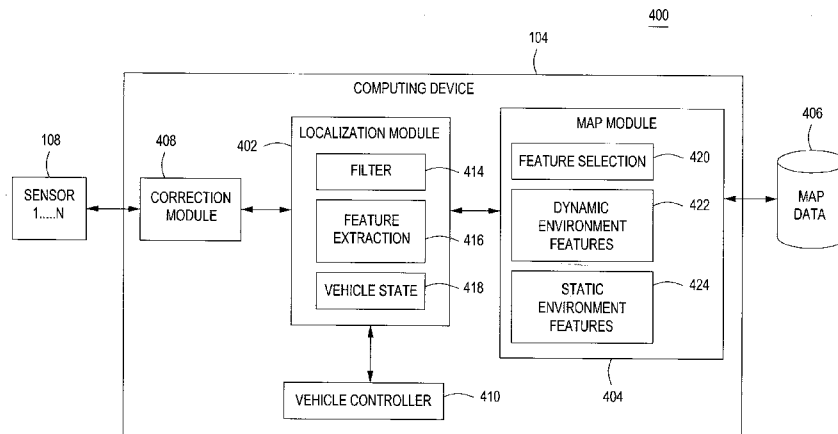 400
104
COMPUTING DEVICE
LOCALIZATION MODULE
402
FILTER
414
FEATURE
EXTRACTION
416
VEHICLE STATE
418
MAP MODULE
FEATURE SELECTION
420
DYNAMIC
ENVIRONMENT
FEATURES
422
STATIC
ENVIRONMENT
FEATURES
424
404
108
SENSOR
1.....N
408
CORRECTION
MODULE
406
MAP
DATA
VEHICLE CONTROLLER
410